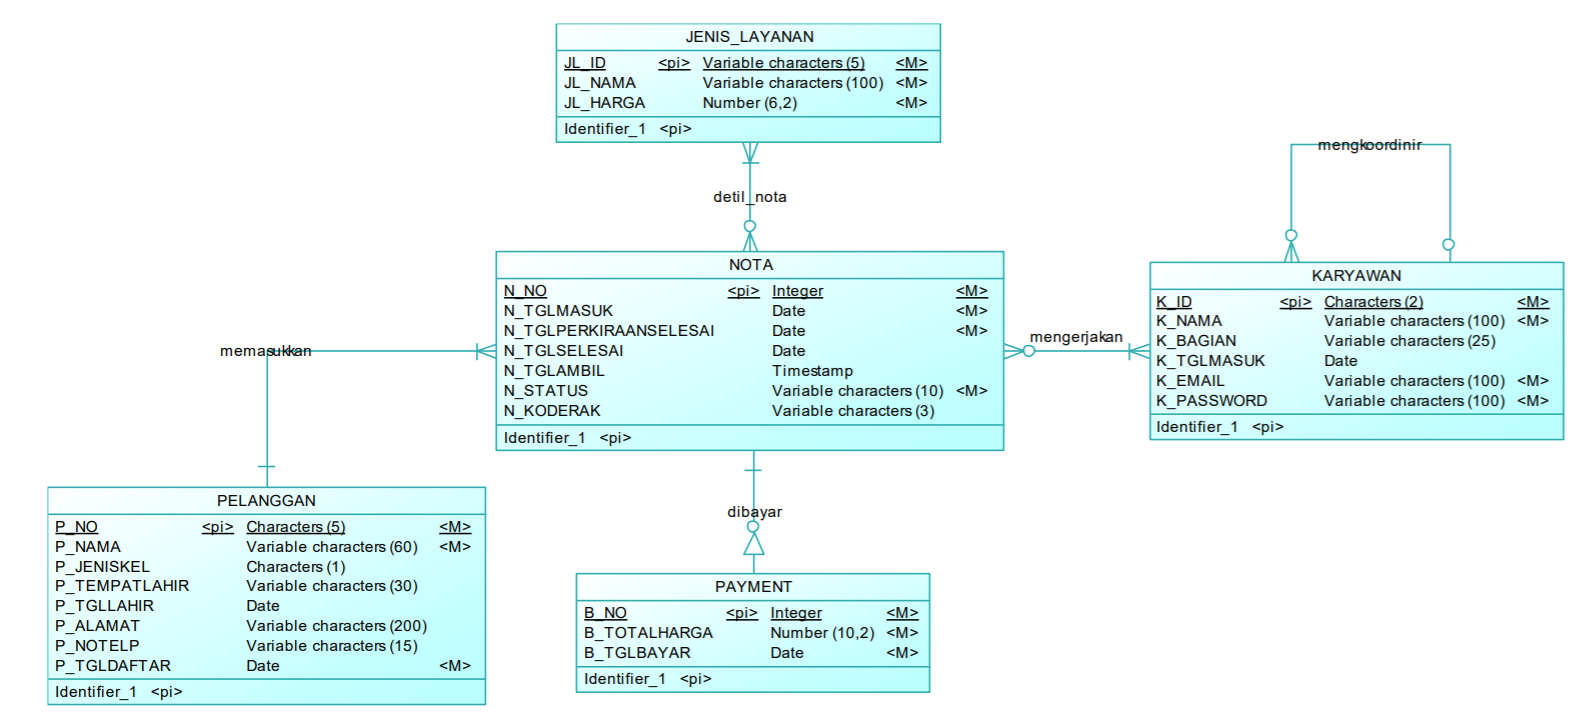 JENIS_LAYANAN
JL_ID <pi> Variable characters (5) <M>
JL_NAMA Variable characters (100) <M>
JL_HARGA Number (6,2) <M>
Identifier_1 <pi>
mengkoordinir
detil_nota
NOTA
N_NO <pi> Integer <M>
N_TGLMASUK Date <M>
N_TGLPERKIRAANSELESAI Date <M>
N_TGLSELESAI Date
N_TGLAMBIL Timestamp
N_STATUS Variable characters (10) <M>
N_KODERAK Variable characters (3)
Identifier_1 <pi>
KARYAWAN
K_ID <pi> Characters (2) <M>
K_NAMA Variable characters (100) <M>
K_BAGIAN Variable characters (25)
K_TGLMASUK Date
K_EMAIL Variable characters (100) <M>
K_PASSWORD Variable characters (100) <M>
Identifier_1 <pi>
mengerjakan
memasukkan
dibayar
PELANGGAN
P_NO <pi> Characters (5) <M>
P_NAMA Variable characters (60) <M>
P_JENISKEL Characters (1)
P_TEMPATLAHIR Variable characters (30)
P_TGLLAHIR Date
P_ALAMAT Variable characters (200)
P_NOTELP Variable characters (15)
P_TGLDAFTAR Date <M>
Identifier_1 <pi>
PAYMENT
B_NO <pi> Integer <M>
B_TOTALHARGA Number (10,2) <M>
B_TGLBAYAR Date <M>
Identifier_1 <pi>